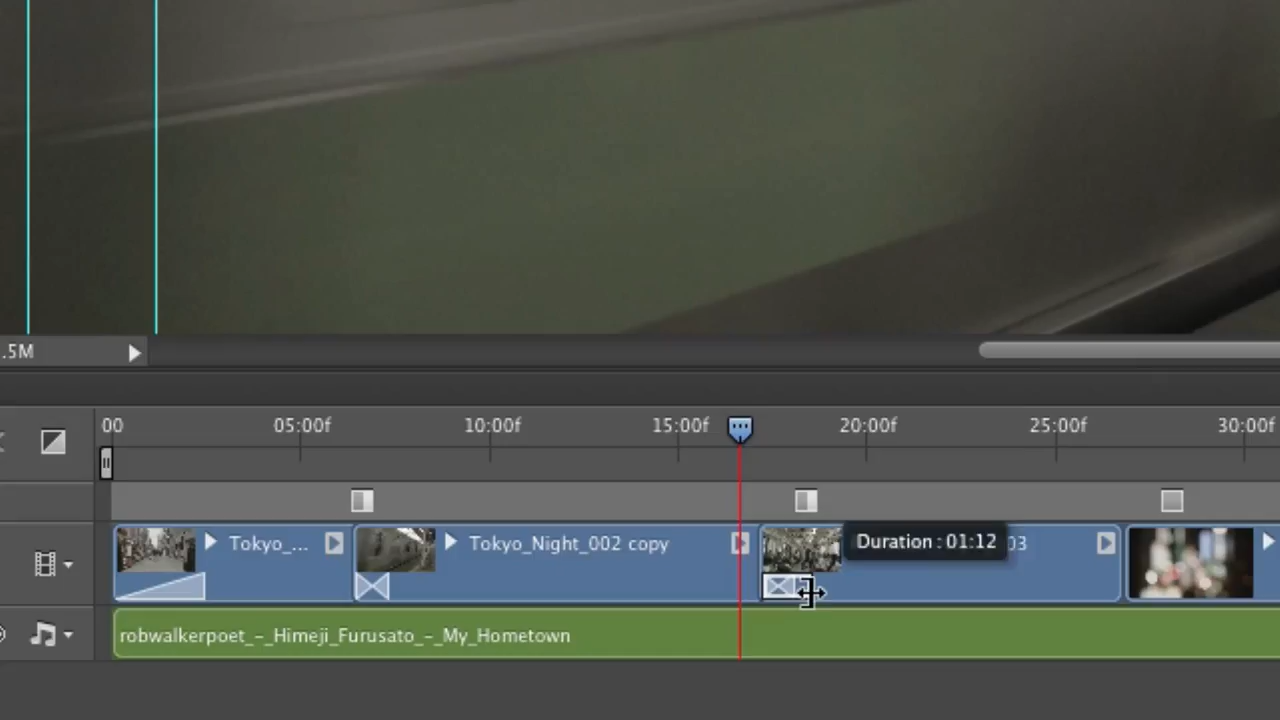 .5M
00 05:00f 10:00f 15:00f 20:00f 25:00f 30:00f
Tokyo_... Tokyo_Night_002 copy Duration : 01:12 03
robwalkerpoet_-_Himeji_Furusato_-_My_Hometown